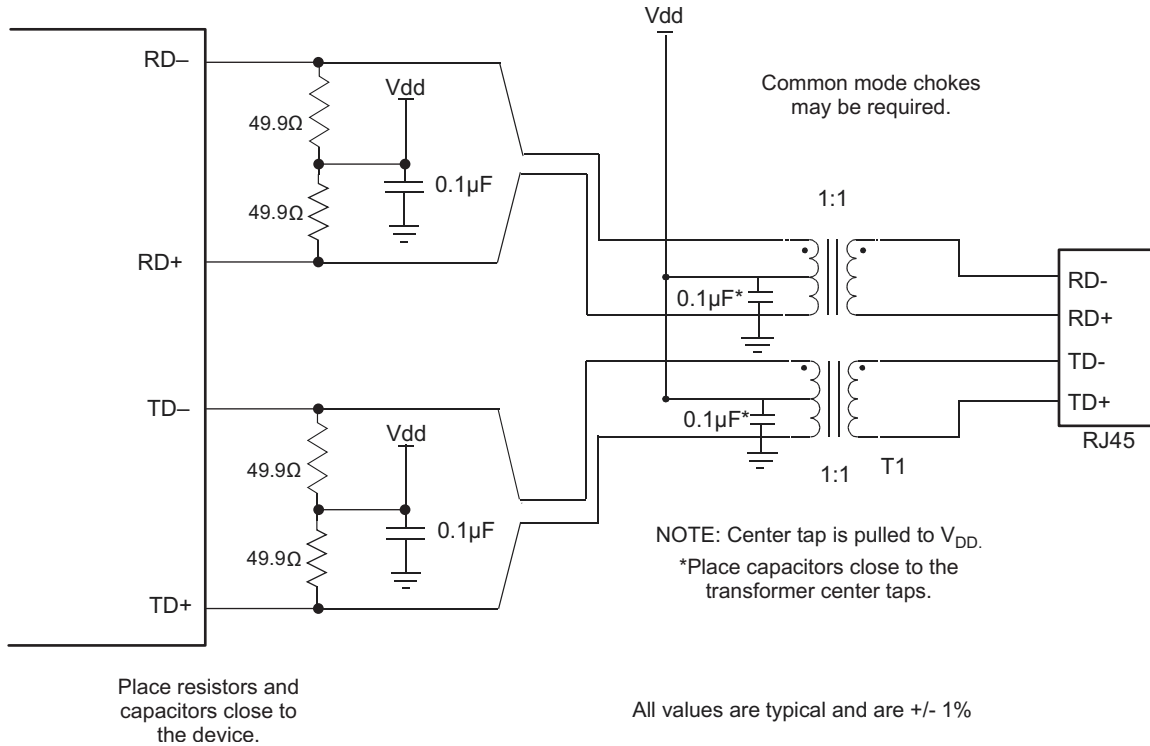 Vdd
RD–
Vdd
Common mode chokes
may be required.
49.9Ω
0.1µF
1:1
49.9Ω
RD+
RD-
0.1µF*
RD+
TD-
TD–
Vdd
0.1µF*
TD+
RJ45
49.9Ω
1:1
T1
0.1µF
NOTE: Center tap is pulled to VDD.
49.9Ω
*Place capacitors close to the
transformer center taps.
TD+
Place resistors and
capacitors close to
the device.
All values are typical and are +/- 1%